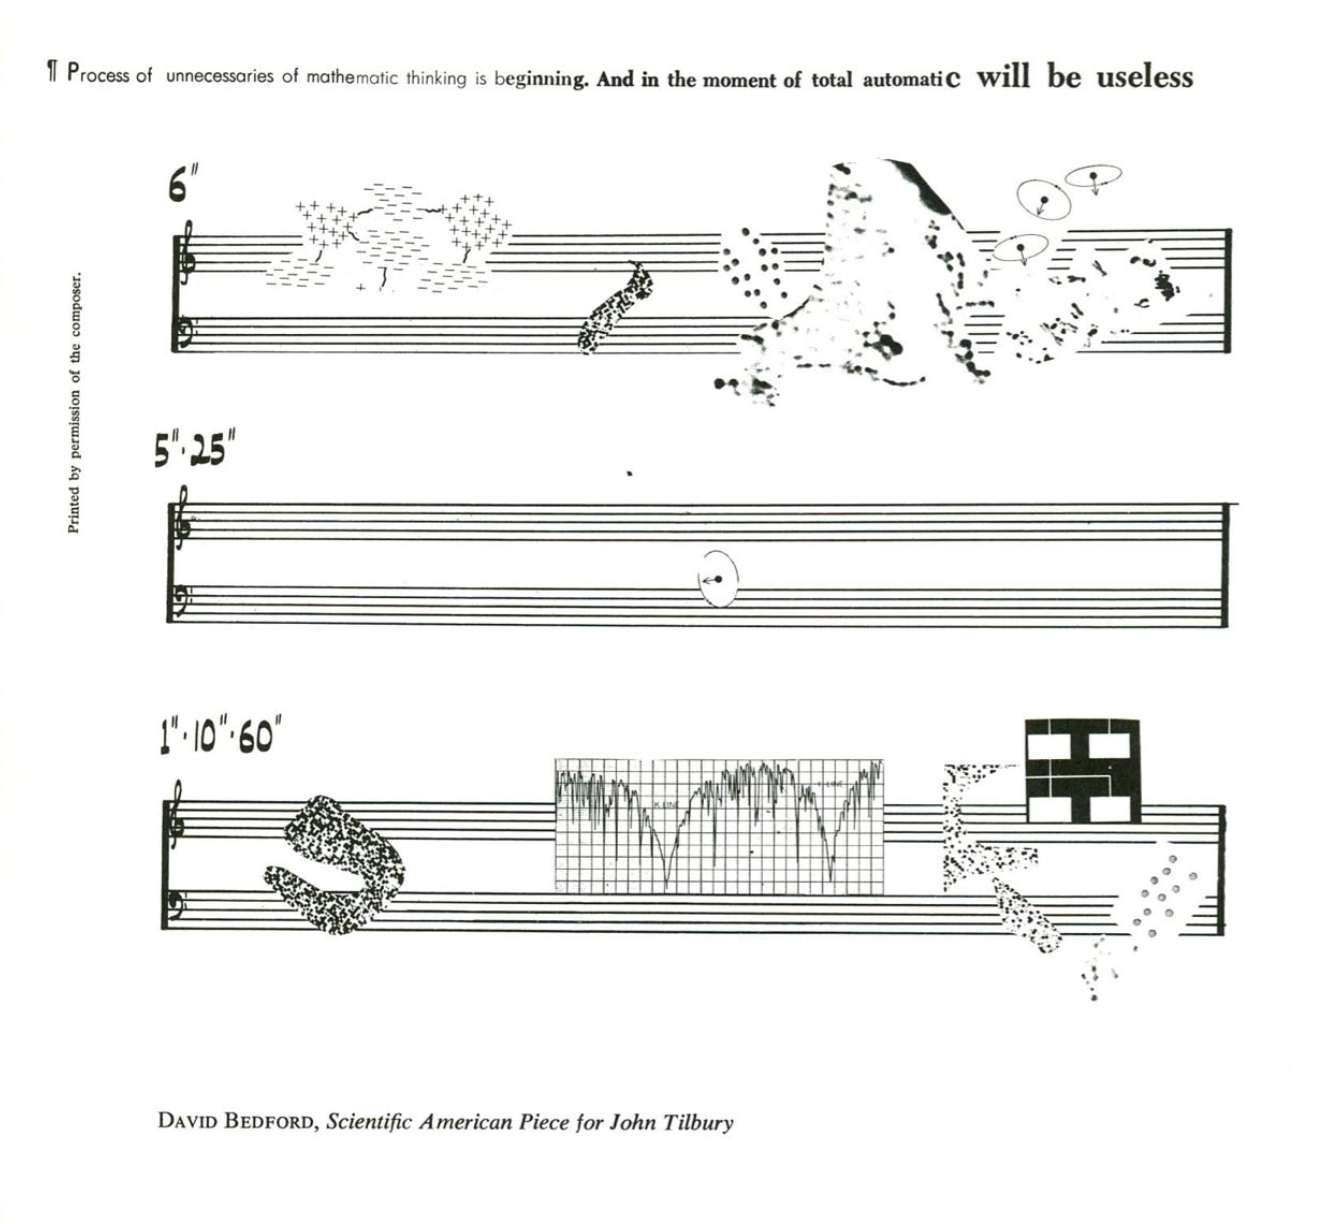 ¶ Process of unnecessaries of mathematic thinking is beginning. And in the moment of total automatic will be useless
Printed by permission of the composer.
6"
5"·25"
1"·10"·60"
K-LINE
DAVID BEDFORD, Scientific American Piece for John Tilbury